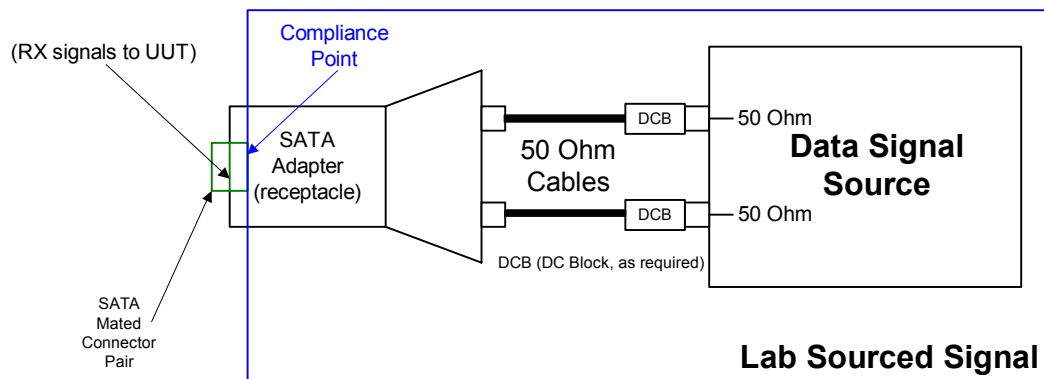 (RX signals to UUT)
Compliance
Point
SATA
Adapter
(receptacle)
50 Ohm
Cables
DCB
DCB
50 Ohm
50 Ohm
Data Signal
Source
DCB (DC Block, as required)
SATA
Mated
Connector
Pair
Lab Sourced Signal